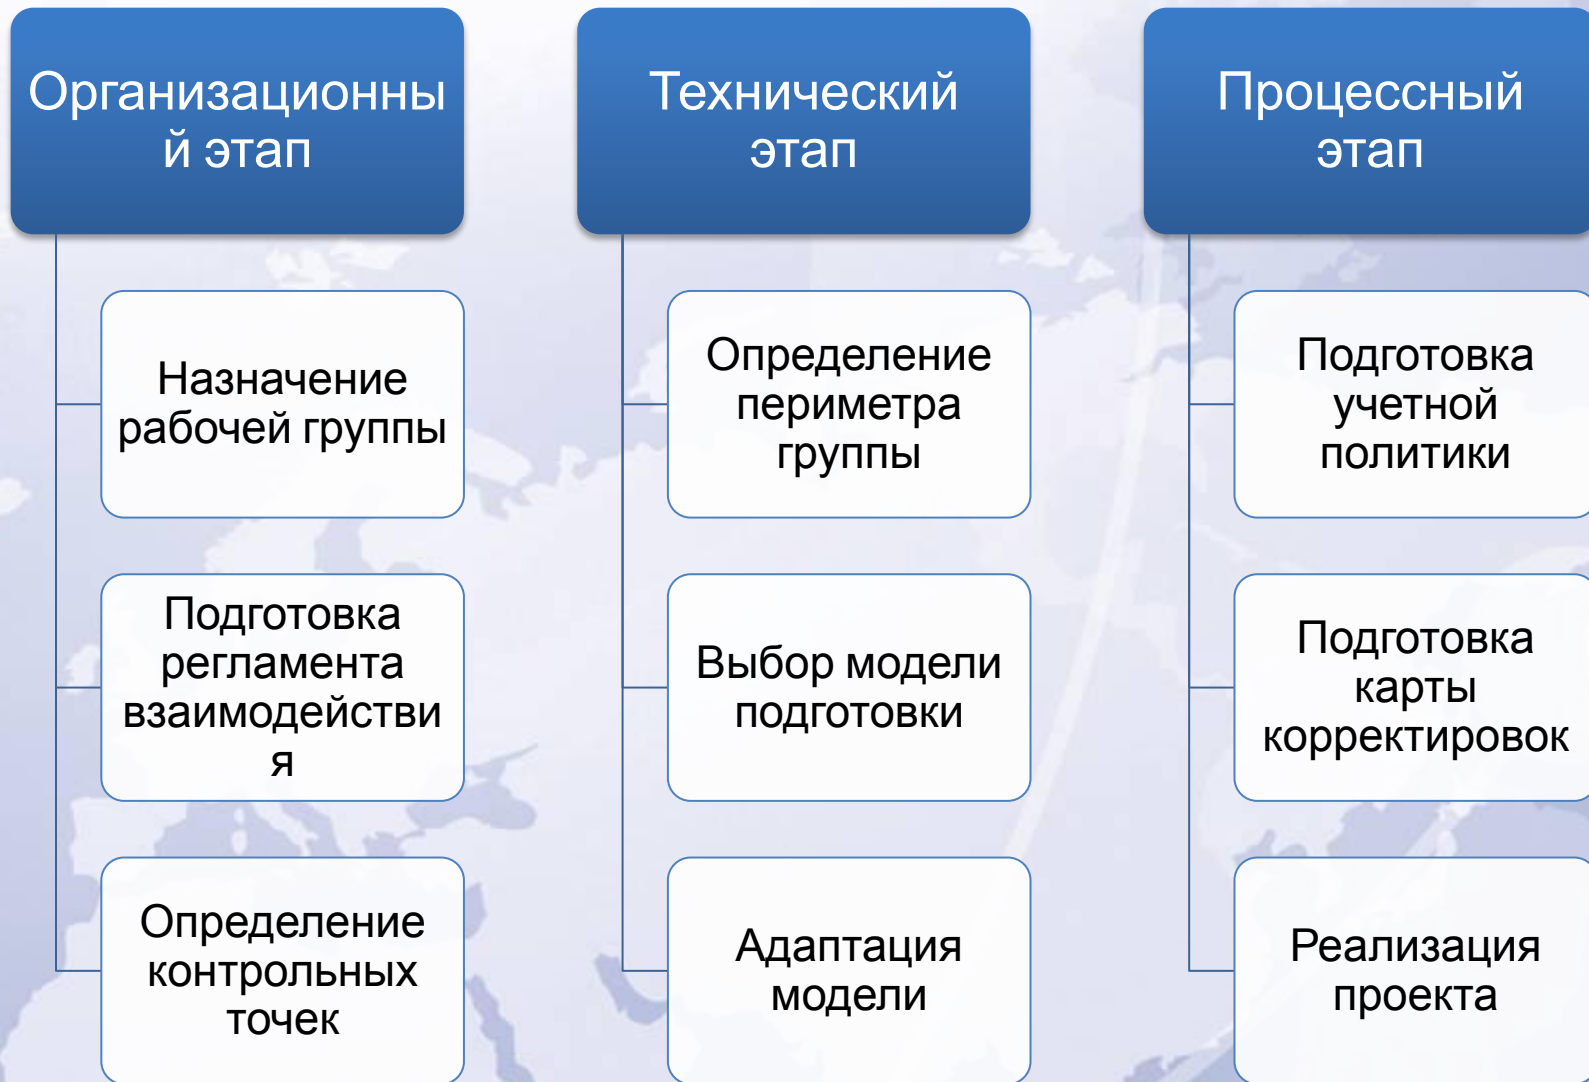 Организационны
й этап
Назначение
рабочей группы
Подготовка
регламента
взаимодействи
я
Определение
контрольных
точек
Технический
этап
Определение
периметра
группы
Выбор модели
подготовки
Адаптация
модели
Процессный
этап
Подготовка
учетной
политики
Подготовка
карты
корректировок
Реализация
проекта